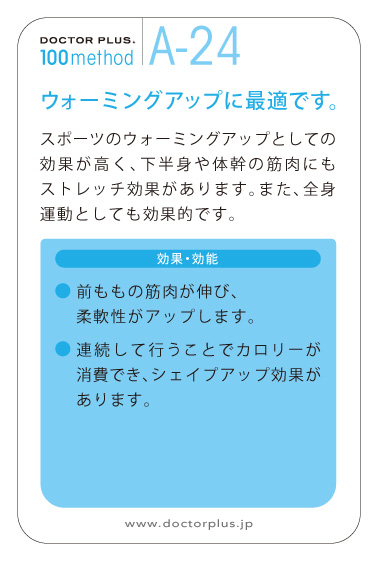 DOCTOR PLUS.
100method
A-24
ウォーミングアップに最適です。
スポーツのウォーミングアップとしての
効果が高く、下半身や体幹の筋肉にも
ストレッチ効果があります。また、全身
運動としても効果的です。
効果・効能
● 前ももの筋肉が伸び、
柔軟性がアップします。
● 連続して行うことでカロリーが
消費でき、シェイプアップ効果が
あります。
www.doctorplus.jp